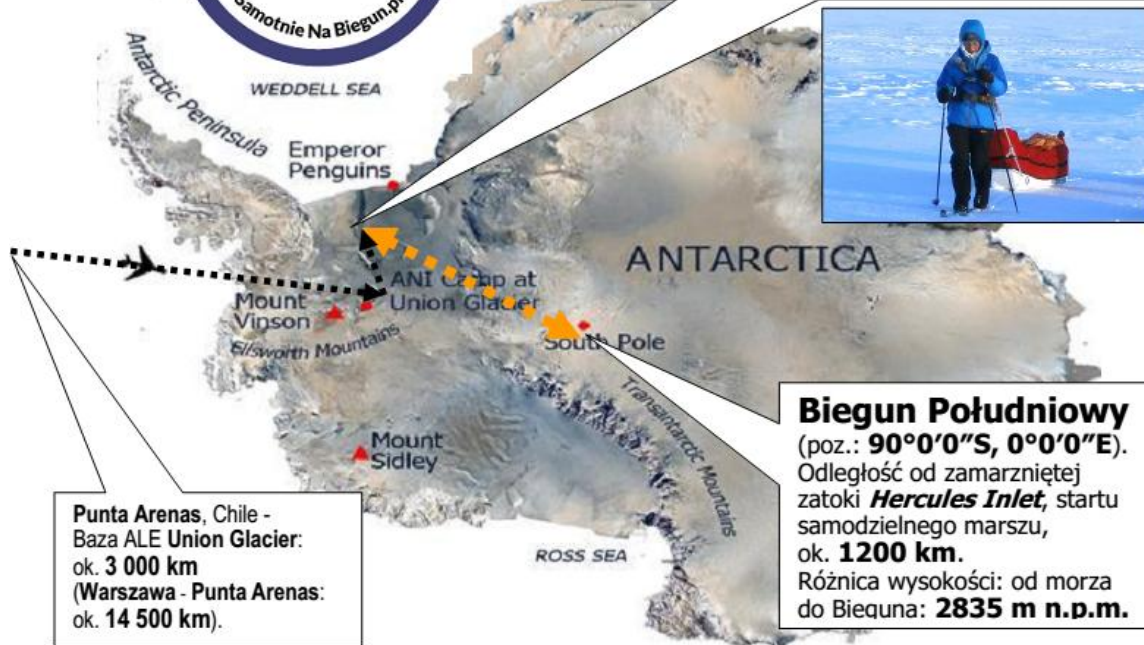 Samotnie Na Biegun.pl
WEDDELL SEA
Antarctic Peninsula
Emperor
Penguins
ANTARCTICA
ANI Camp at
Union Glacier
Mount
Vinson
Ellsworth Mountains
South Pole
Transantarctic Mountains
Mount
Sidley
ROSS SEA
Biegun Południowy
(poz.: 90°0'0”S, 0°0'0”E).
Odległość od zamarzniętej
zatoki Hercules Inlet, startu
samodzielnego marszu,
ok. 1200 km.
Różnica wysokości: od morza
do Bieguna: 2835 m n.p.m.
Punta Arenas, Chile -
Baza ALE Union Glacier:
ok. 3 000 km
(Warszawa - Punta Arenas:
ok. 14 500 km).